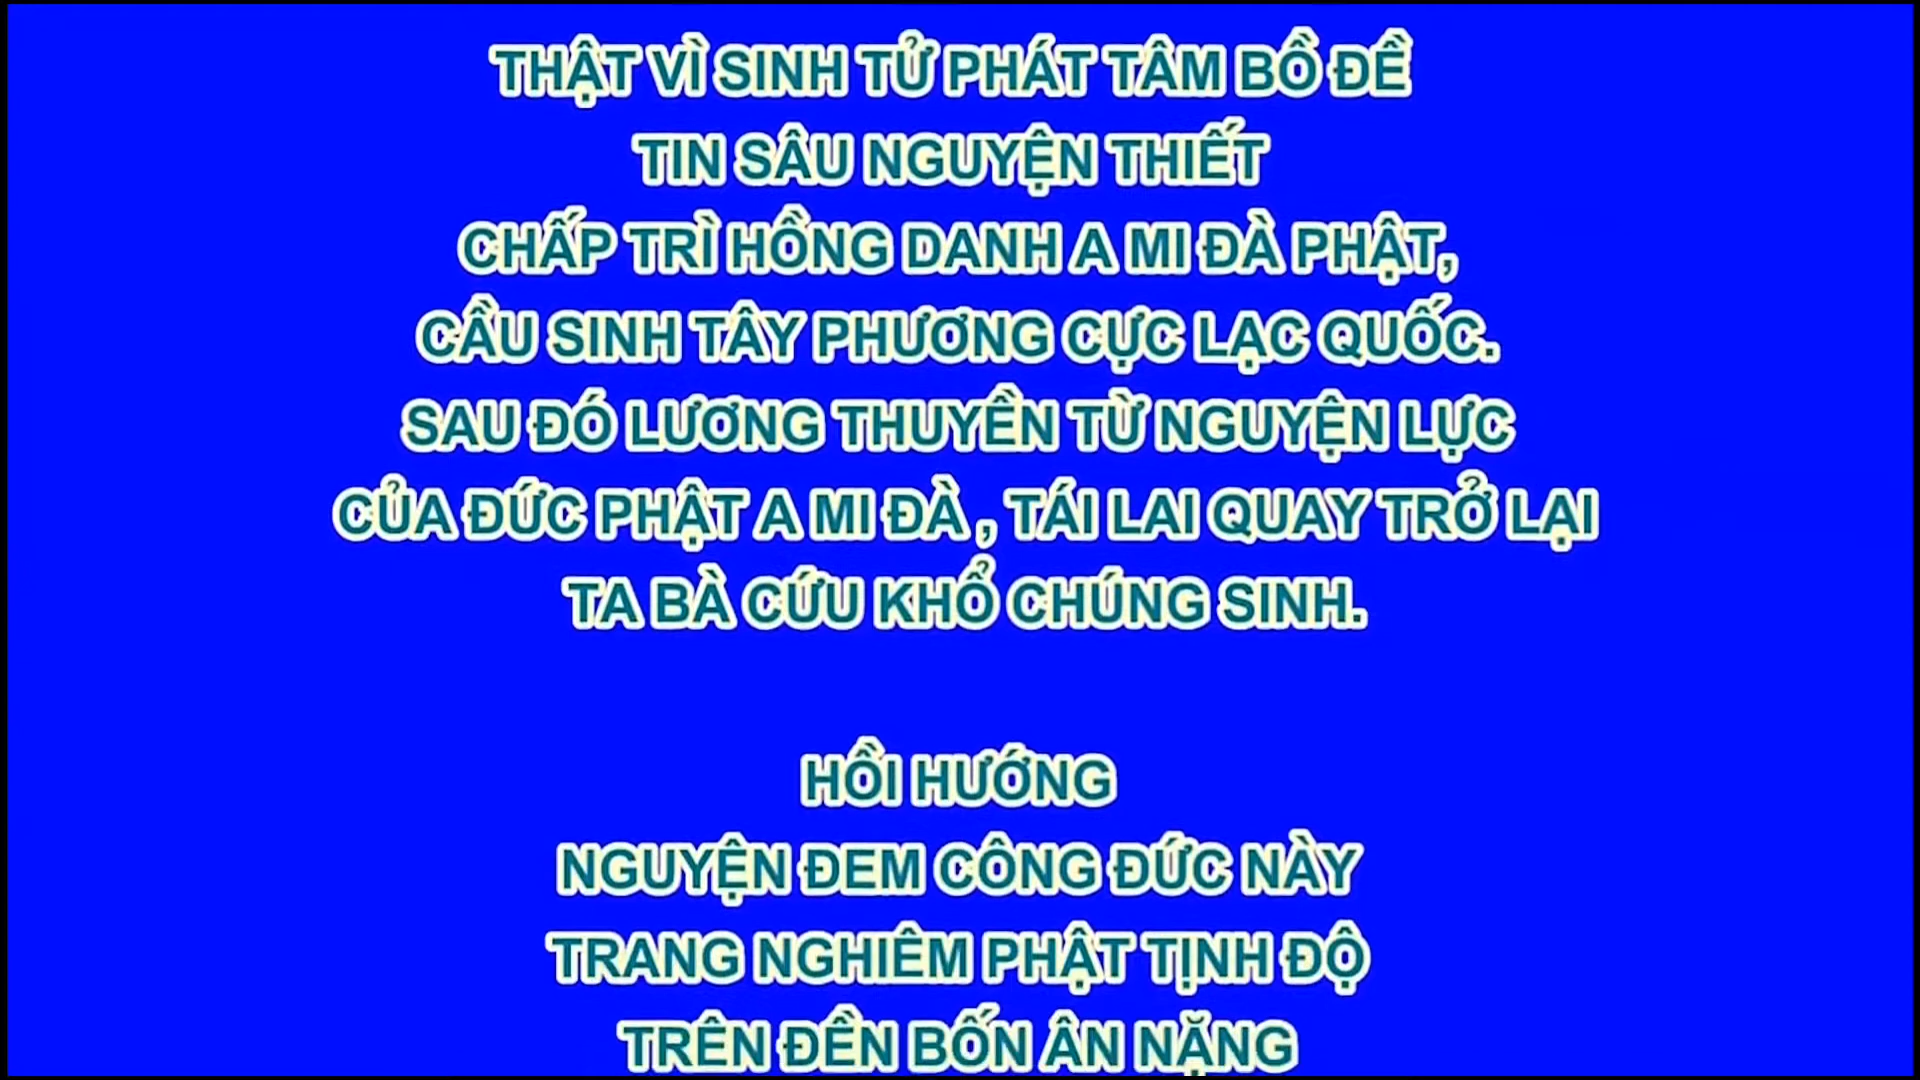 THẬT VÌ SINH TỬ PHÁT TÂM BỒ ĐỀ
TIN SÂU NGUYỆN THIẾT
CHẤP TRÌ HỒNG DANH A MI ĐÀ PHẬT,
CẦU SINH TÂY PHƯƠNG CỰC LẠC QUỐC.
SAU ĐÓ LƯƠNG THUYỀN TỪ NGUYỆN LỰC
CỦA ĐỨC PHẬT A MI ĐÀ , TÁI LAI QUAY TRỞ LẠI
TA BÀ CỨU KHỔ CHÚNG SINH.
HỒI HƯỚNG
NGUYỆN ĐEM CÔNG ĐỨC NÀY
TRANG NGHIÊM PHẬT TỊNH ĐỘ
TRÊN ĐỀN BỐN ÂN NẶNG